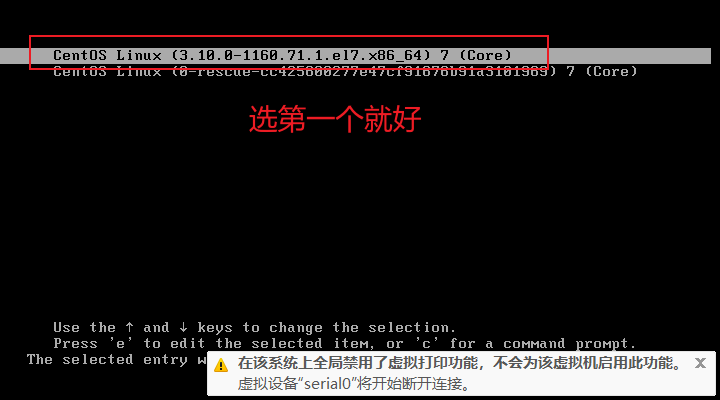 CentOS Linux (3.10.0-1160.71.1.el7.x86_64) 7 (Core)
CentOS Linux (0-rescue-cc425800277e47cf91676b91a3101969) 7 (Core)
选第一个就好
Use the ↑ and ↓ keys to change the selection.
Press 'e' to edit the selected item, or 'c' for a command prompt.
The selected entry
在该系统上全局禁用了虚拟打印功能，不会为该虚拟机启用此功能。
虚拟设备“serial0”将开始断开连接。